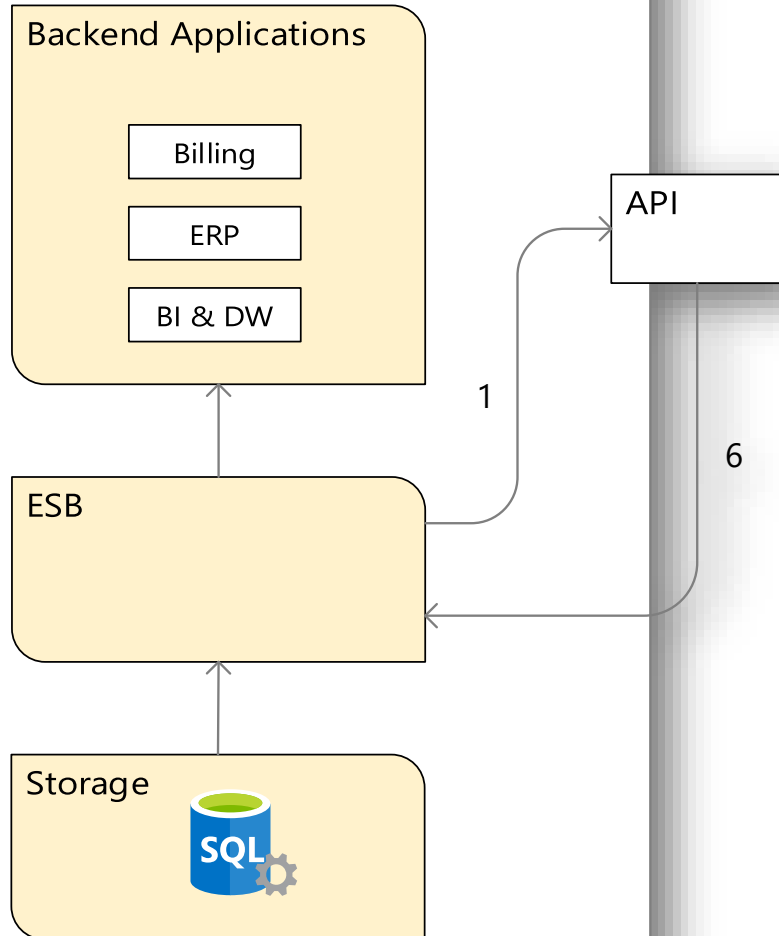 Backend Applications
Billing
ERP
BI & DW
API
1
6
ESB
Storage
SQL